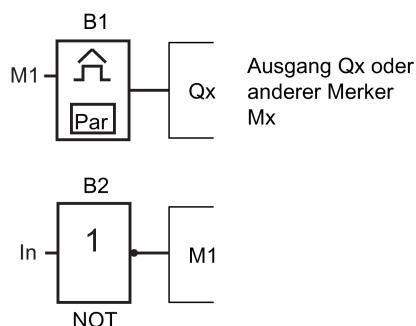 B1
M1
Par
Qx
Ausgang Qx oder
anderer Merker
Mx
B2
In
1
M1
NOT